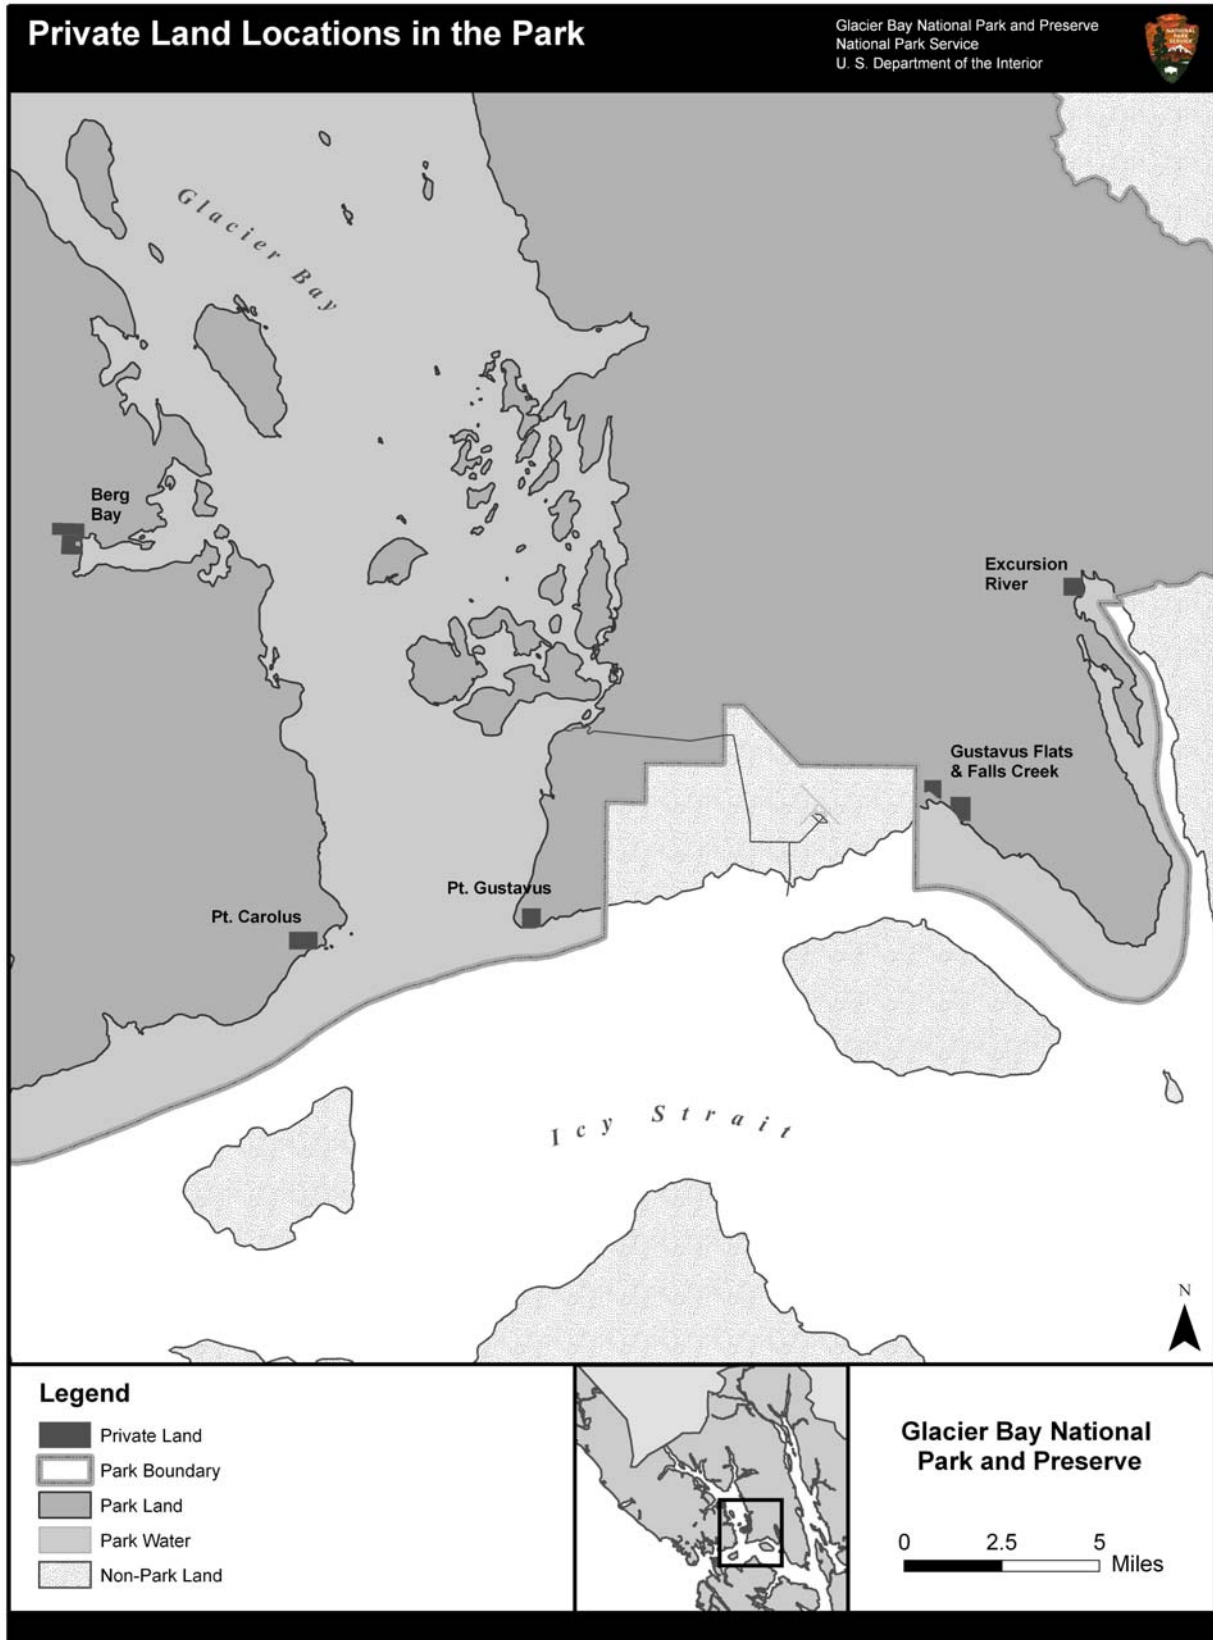 Private Land Locations in the Park
Glacier Bay National Park and Preserve
National Park Service
U. S. Department of the Interior
NATIONAL
PARK
SERVICE
Glacier Bay
Berg
Bay
Excursion
River
Gustavus Flats
& Falls Creek
Pt. Gustavus
Pt. Carolus
Icy Strait
N
Legend
Private Land
Park Boundary
Park Land
Park Water
Non-Park Land
Glacier Bay National
Park and Preserve
0 2.5 5
Miles